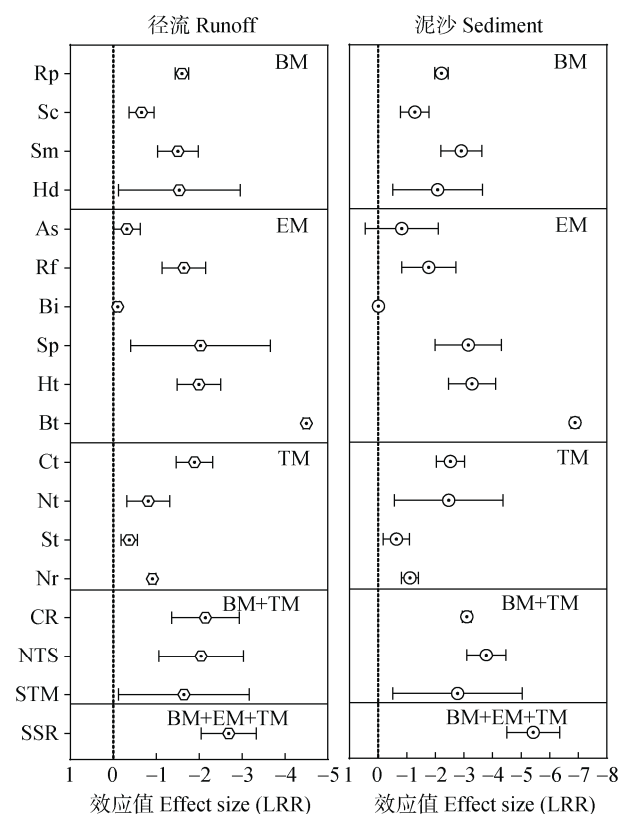 径流 Runoff
泥沙 Sediment
BM
BM
Rp
Sc
Sm
Hd
EM
EM
As
Rf
Bi
Sp
Ht
Bt
TM
TM
Ct
Nt
St
Nr
BM+TM
BM+TM
CR
NTS
STM
BM+EM+TM
BM+EM+TM
SSR
1 0 −1 −2 −3 −4 −5
1 0 −1 −2 −3 −4 −5 −6 −7 −8
效应值 Effect size (LRR)
效应值 Effect size (LRR)